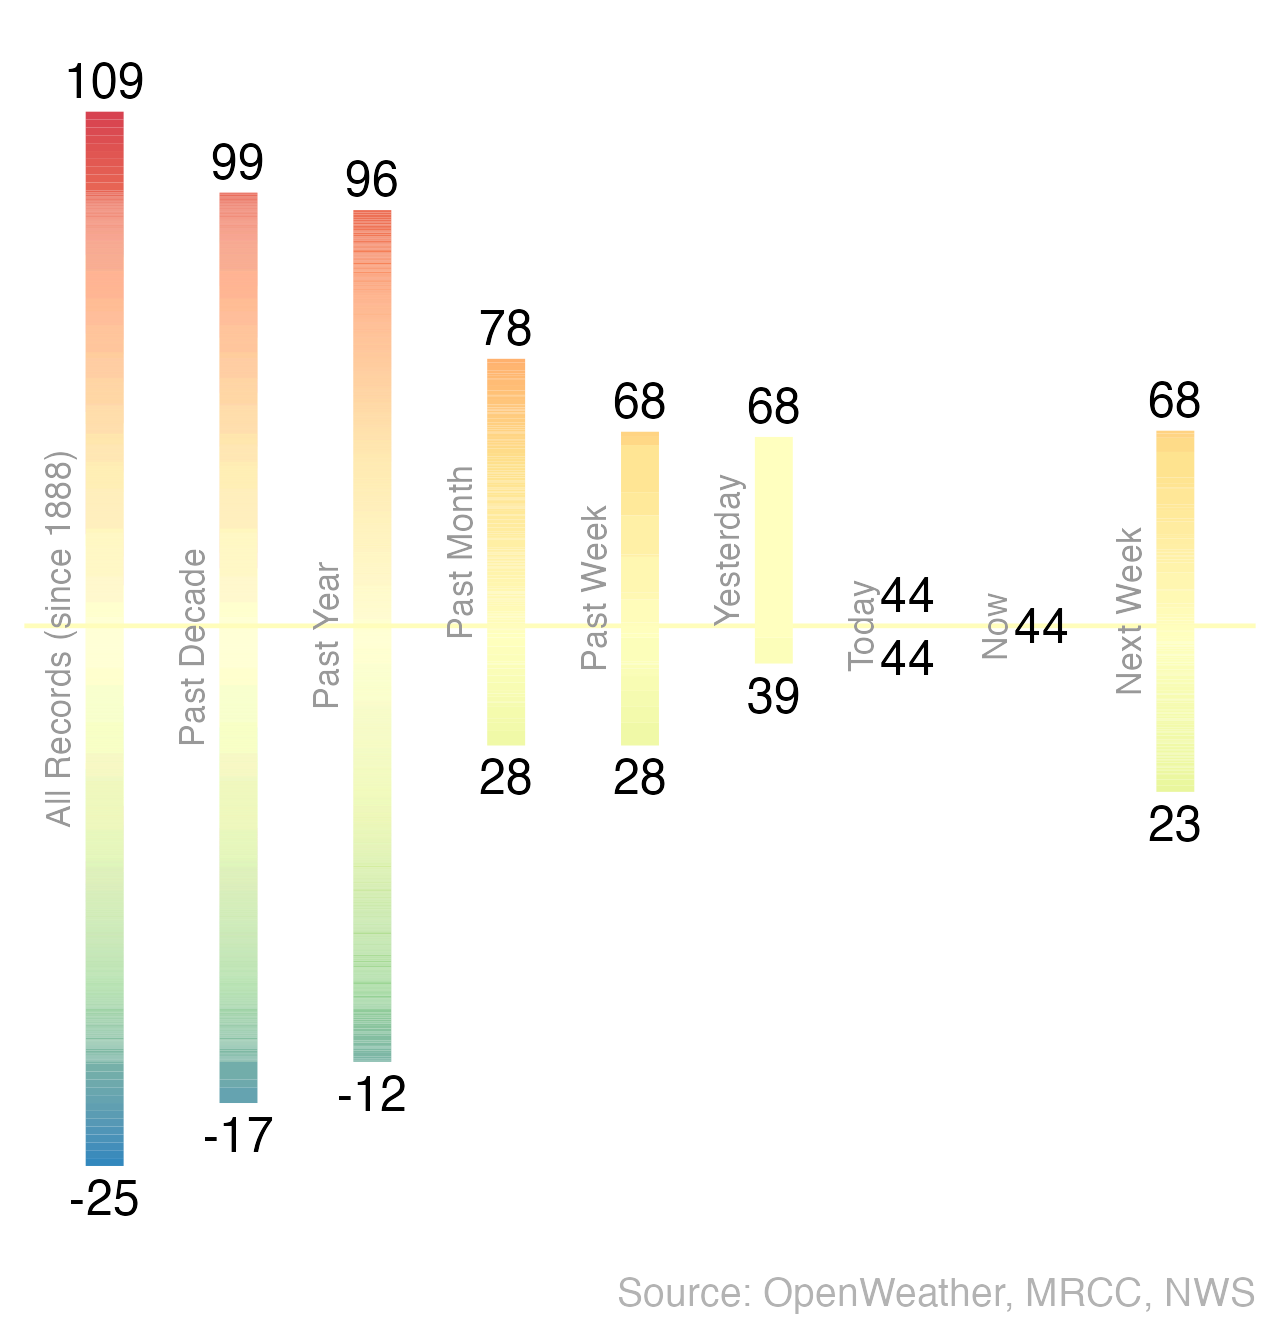 109
All Records (since 1888)
-25
99
Past Decade
-17
96
Past Year
-12
78
Past Month
28
68
Past Week
28
68
Yesterday
39
44
Today
44
Now
44
68
Next Week
23
Source: OpenWeather, MRCC, NWS